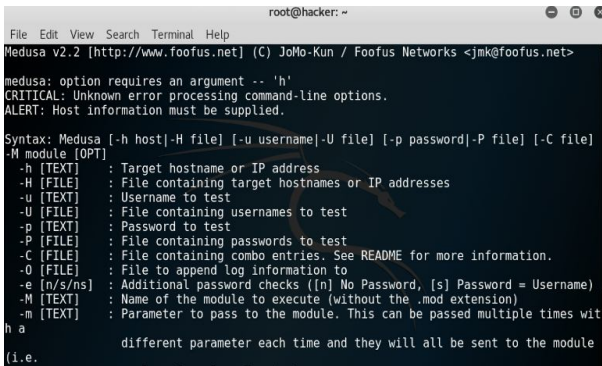 root@hacker: ~
File Edit View Search Terminal Help
Medusa v2.2 [http://www.foofus.net] (C) JoMo-Kun / Foofus Networks <jmk@foofus.net>
medusa: option requires an argument -- 'h'
CRITICAL: Unknown error processing command-line options.
ALERT: Host information must be supplied.
Syntax: Medusa [-h host|-H file] [-u username|-U file] [-p password|-P file] [-C file]
-M module [OPT]
-h [TEXT] : Target hostname or IP address
-H [FILE] : File containing target hostnames or IP addresses
-u [TEXT] : Username to test
-U [FILE] : File containing usernames to test
-p [TEXT] : Password to test
-P [FILE] : File containing passwords to test
-C [FILE] : File containing combo entries. See README for more information.
-O [FILE] : File to append log information to
-e [n/s/ns] : Additional password checks ([n] No Password, [s] Password = Username)
-M [TEXT] : Name of the module to execute (without the .mod extension)
-m [TEXT] : Parameter to pass to the module. This can be passed multiple times wit
h a
different parameter each time and they will all be sent to the module
(i.e.